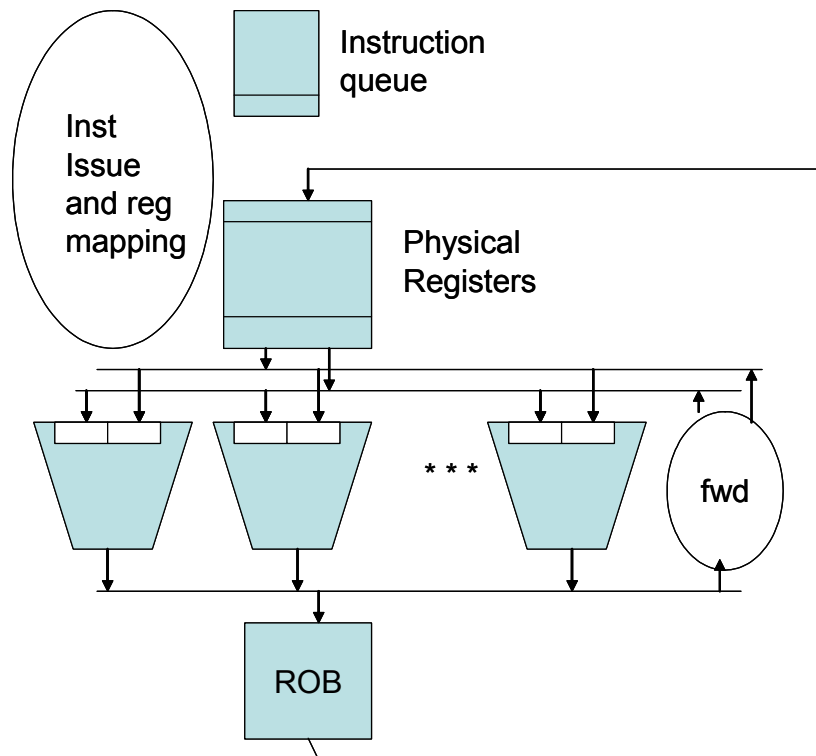 Instruction
queue
Inst
Issue
and reg
mapping
Physical
Registers
* * *
fwd
ROB